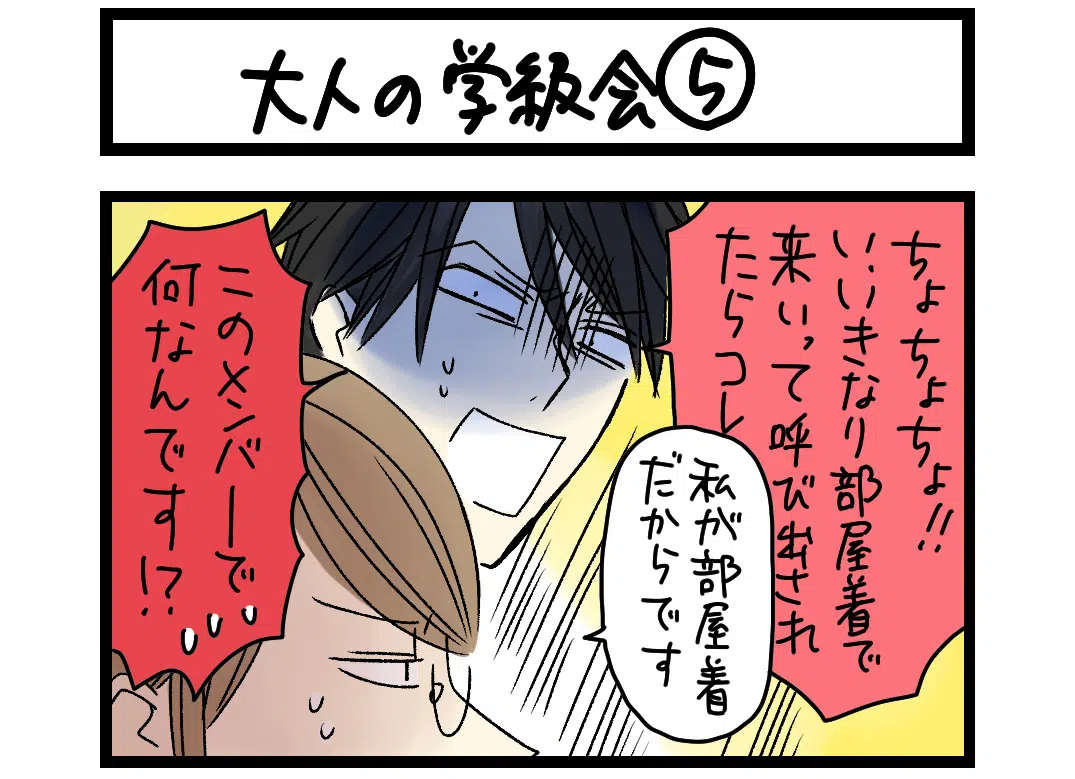 大人の学級会⑤
ちょちょちょ!!
いいいきなり部屋着で
来いって呼び出され
たらコレ
私が部屋着
だからです
このメンバーで
何なんです!?